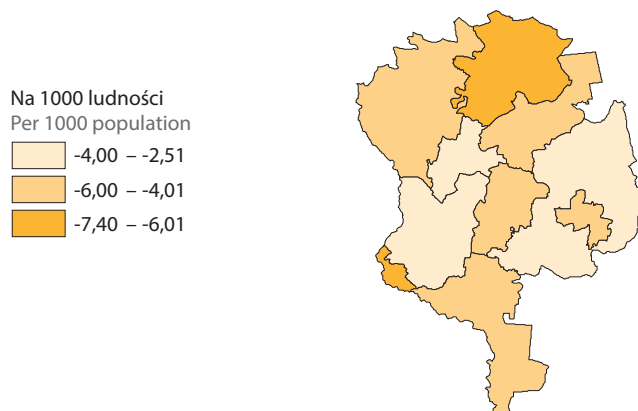 Na 1000 ludności
Per 1000 population
-4,00 – -2,51
-6,00 – -4,01
-7,40 – -6,01